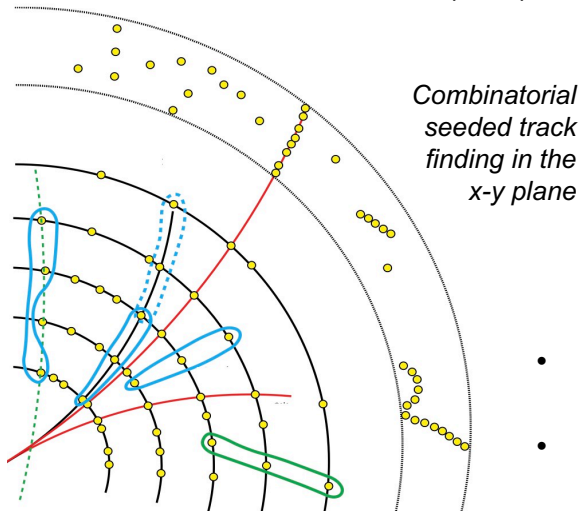 Combinatorial
seeded track
finding in the
x-y plane
•
•